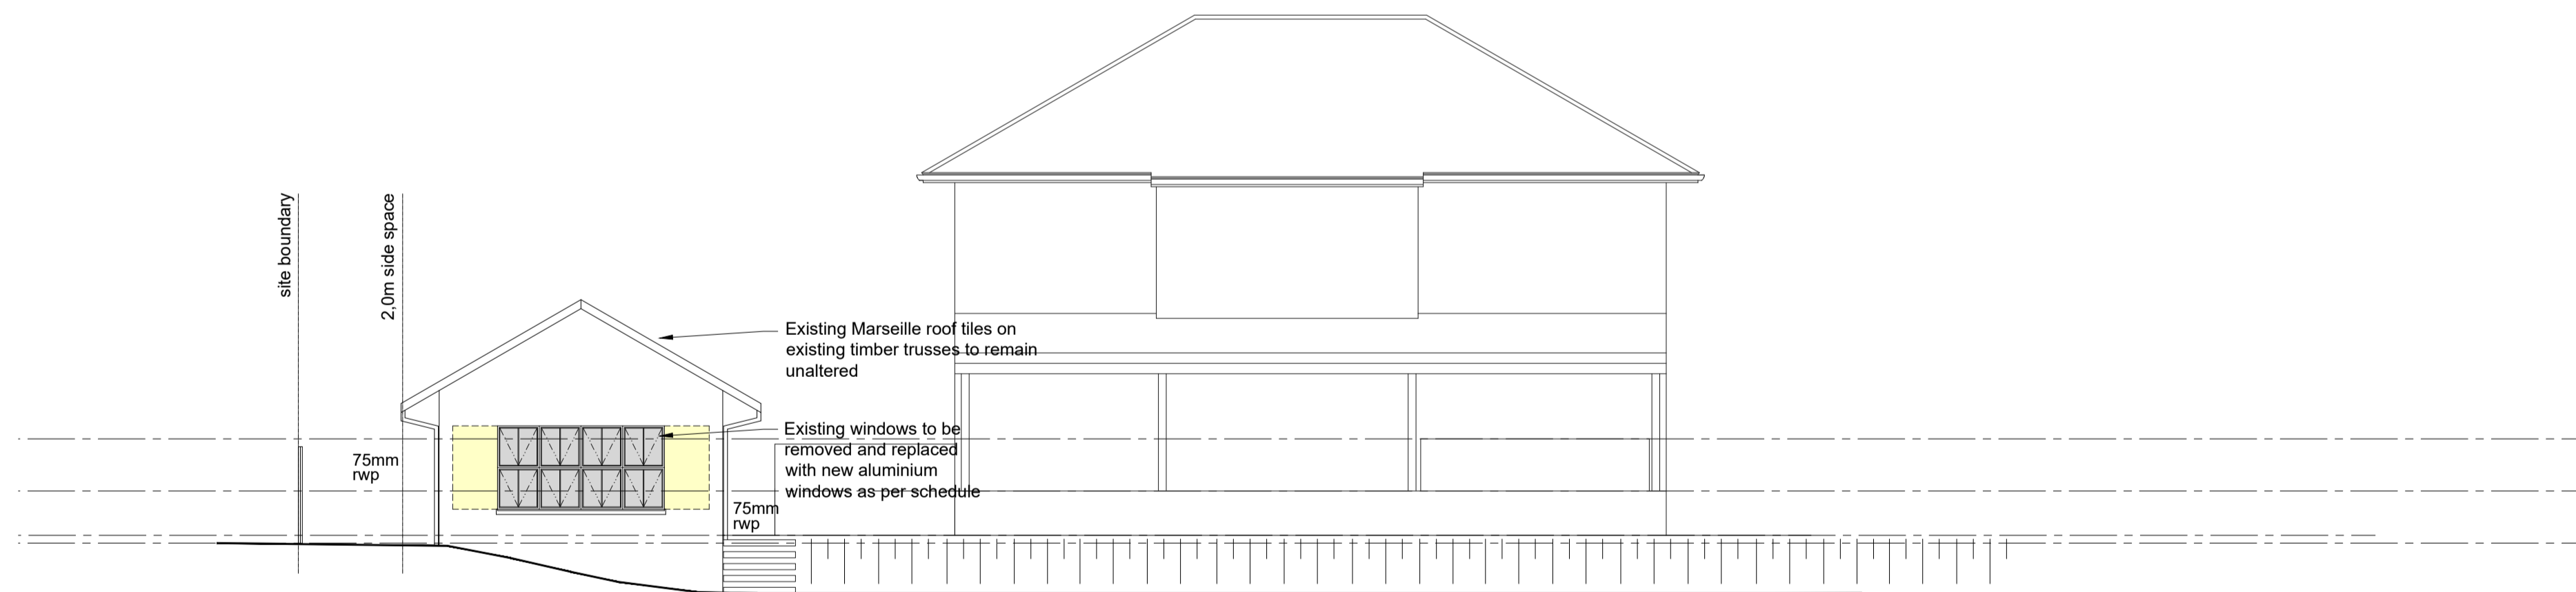 site boundary
2,0m side space
Existing Marseille roof tiles on
existing timber trusses to remain
unaltered
Existing windows to be
removed and replaced
with new aluminium
windows as per schedule
75mm
rwp
75mm
rwp